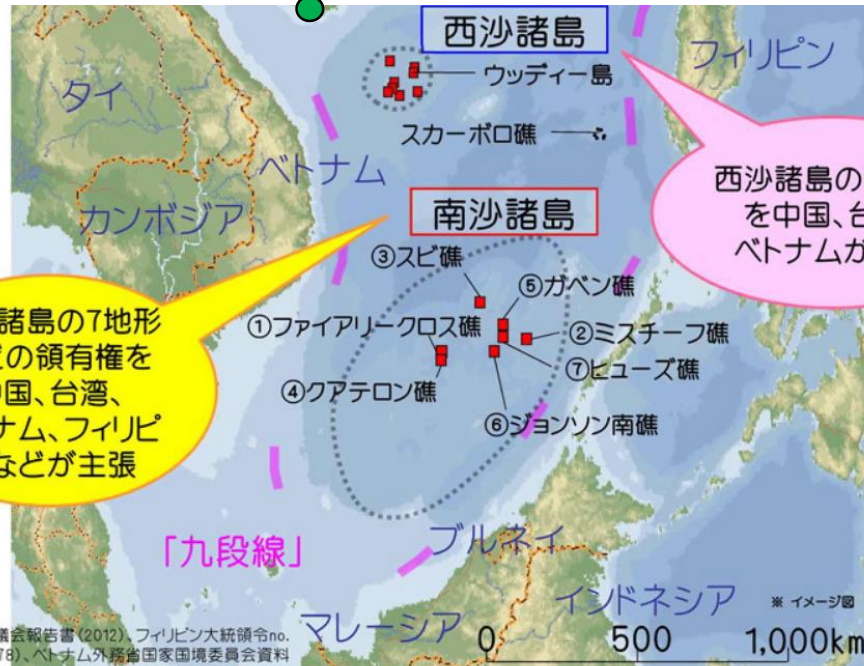 西沙諸島
フィリピン
ウッディー島
タイ
スカーボロ礁
ベトナム
西沙諸島の
を中国、台
ベトナムが
カンボジア
南沙諸島
③スビ礁
⑤ガベン礁
諸島の7地形
の領有権を
国、台湾、
ナム、フィリピ
などが主張
①ファイアリークロス礁
②ミスチーフ礁
⑦ヒューズ礁
④クアテロン礁
⑥ジョンソン南礁
「九段線」
ブルネイ
インドネシア
※ イメージ図
マレーシア
0 500 1,000km
議会報告書(2012)、フィリピン大統領令no.
78)、ベトナム外務省国家国境委員会資料